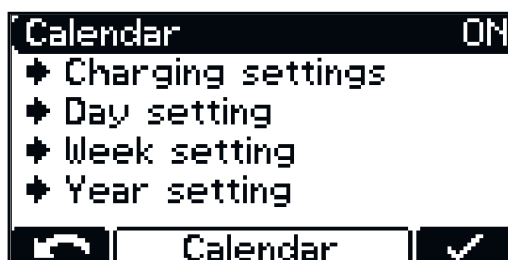 Calendar ON
Charging settings
Day setting
Week setting
Year setting
Calendar